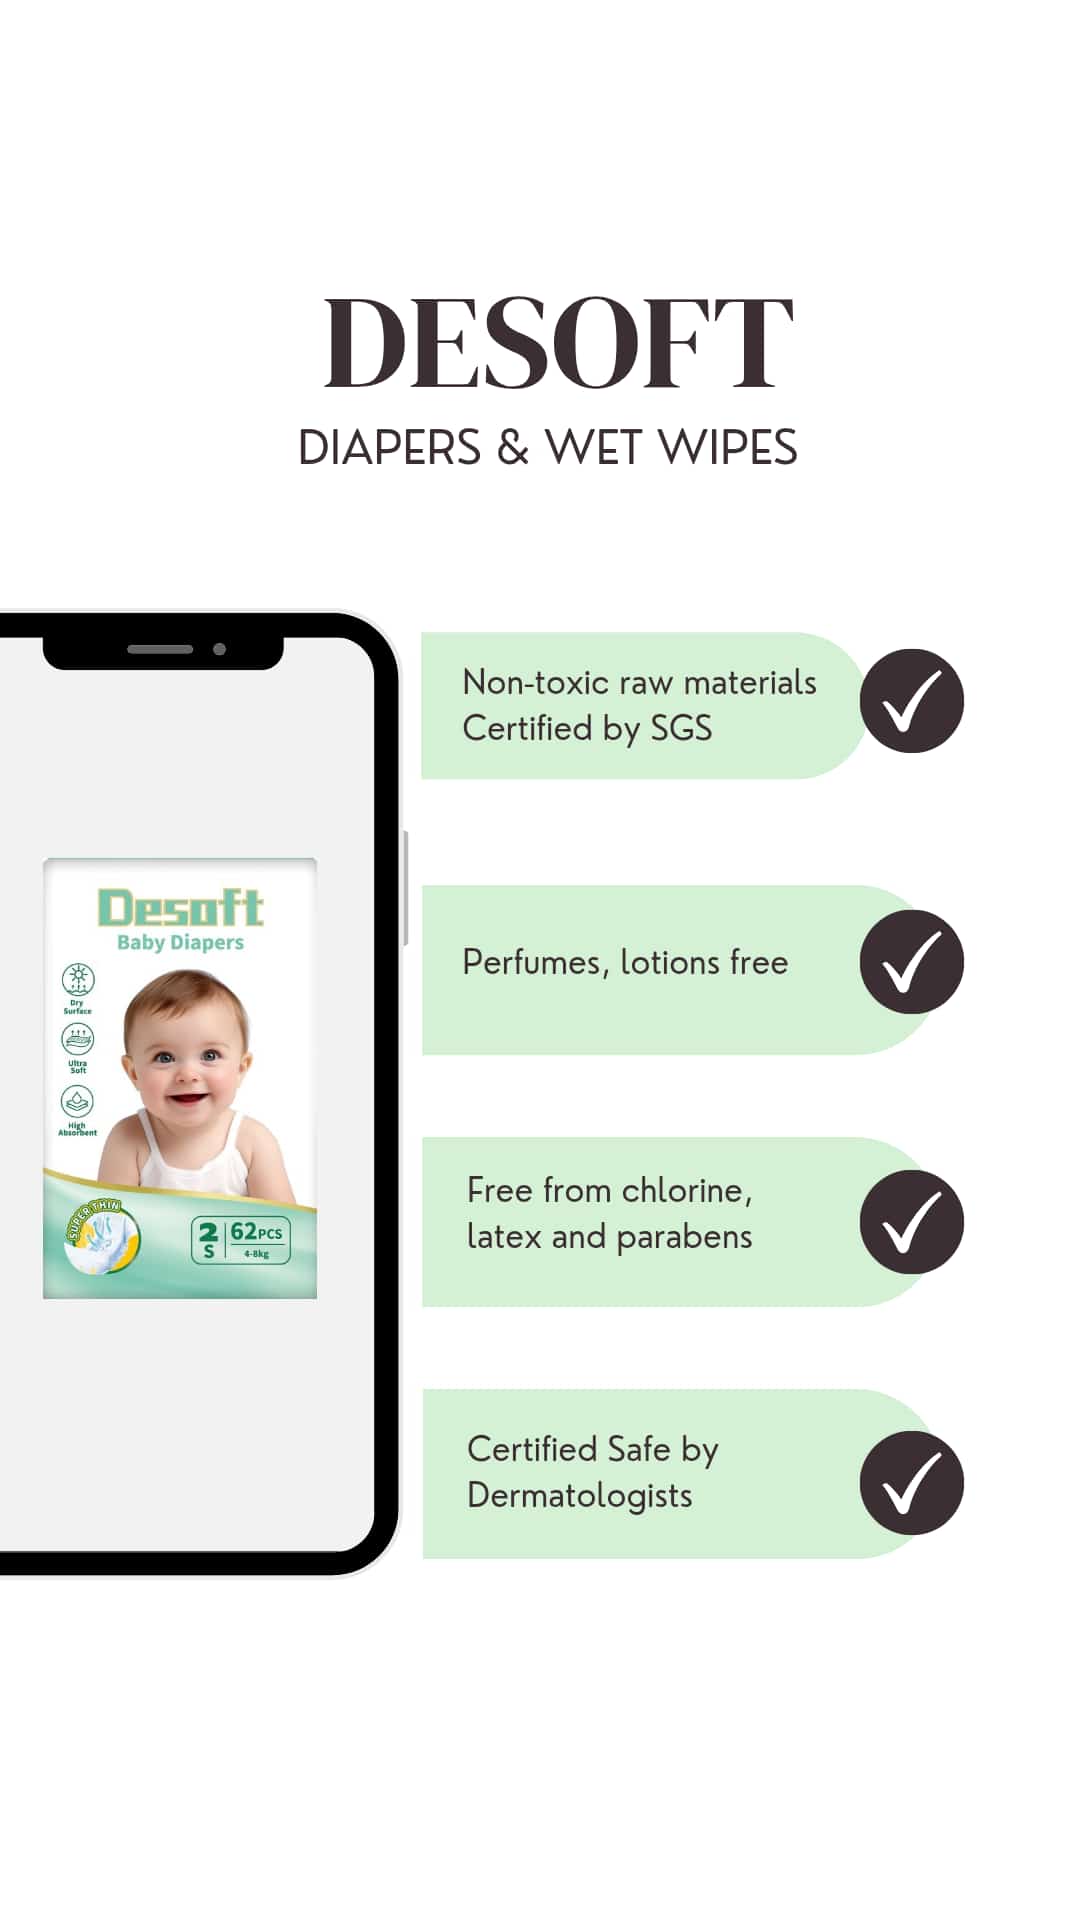 DESOFT
DIAPERS & WET WIPES
Non-toxic raw materials
Certified by SGS
Perfumes, lotions free
Free from chlorine,
latex and parabens
Certified Safe by
Dermatologists
Desoft
Baby Diapers
Dry
Surface
Ultra
Soft
High
Absorbent
SUPER THIN
2
S
62PCS
4-8kg